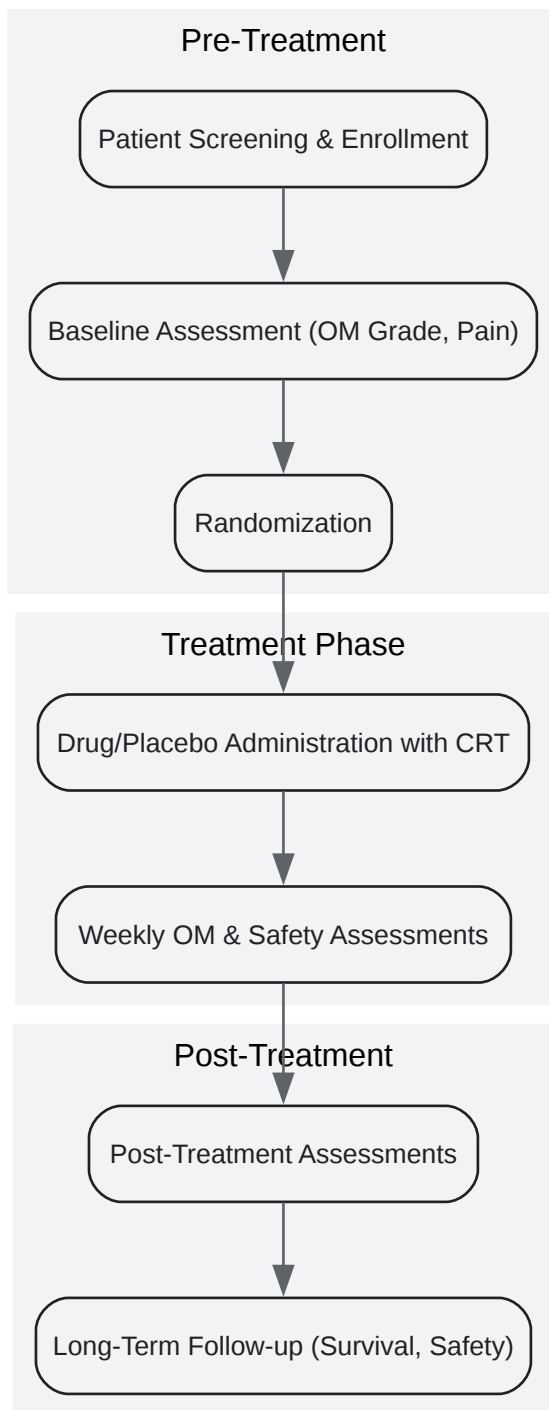 Pre-Treatment
Patient Screening & Enrollment
Baseline Assessment (OM Grade, Pain)
Randomization
Treatment Phase
Drug/Placebo Administration with CRT
Weekly OM & Safety Assessments
Post-Treatment
Post-Treatment Assessments
Long-Term Follow-up (Survival, Safety)